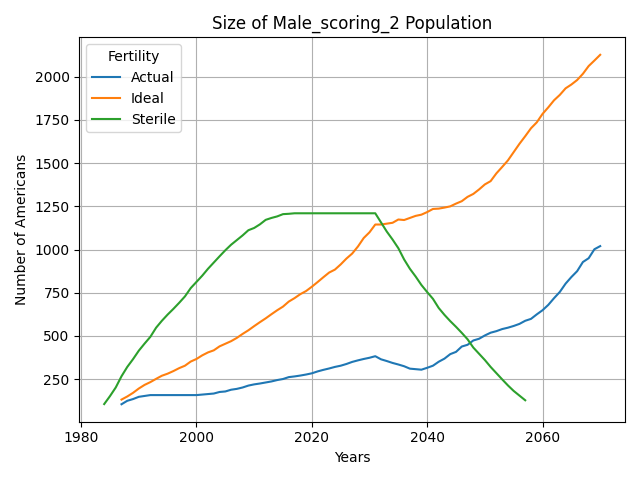 Size of Male_scoring_2 Population
Fertility
Actual
Ideal
Sterile
Number of Americans
2000
1750
1500
1250
1000
750
500
250
1980
2000
2020
2040
2060
Years